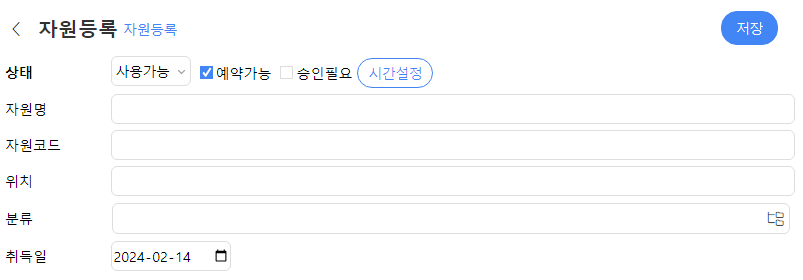 자원등록 자원등록 저장
상태 사용가능 예약가능 승인필요 시간설정
자원명
자원코드
위치
분류
취득일 2024-02-14